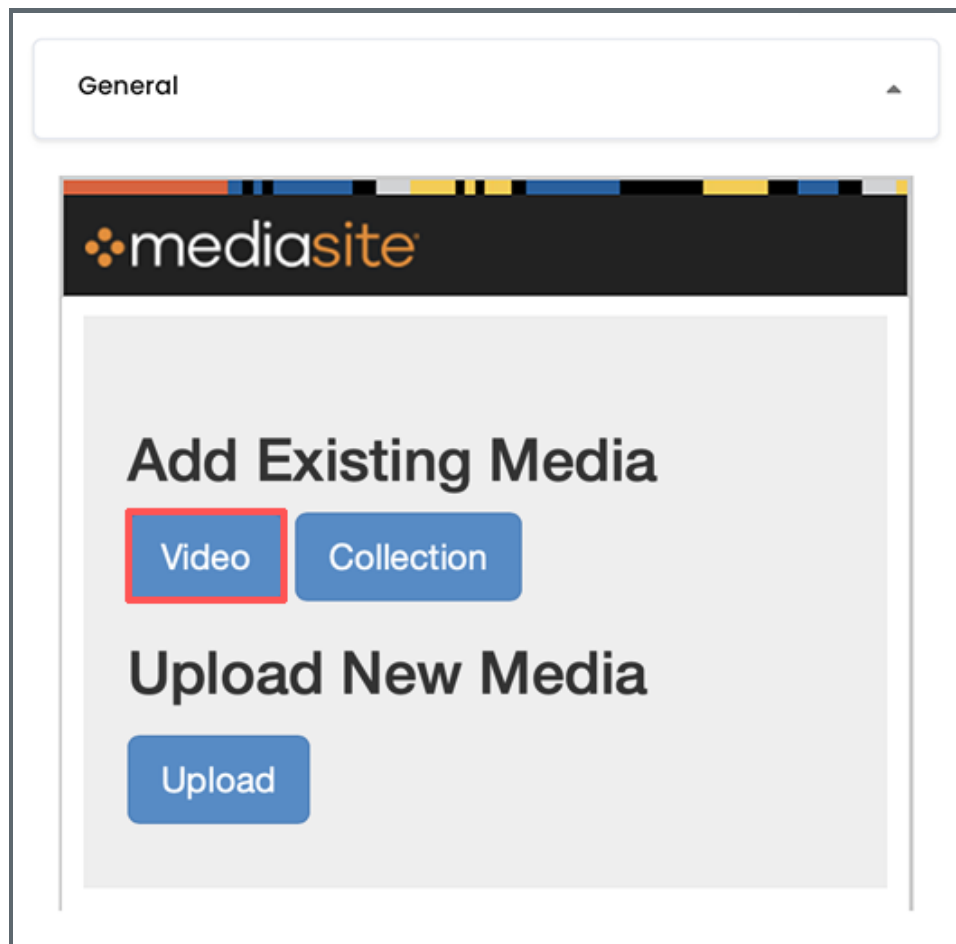 General
mediasite
Add Existing Media
Video Collection
Upload New Media
Upload